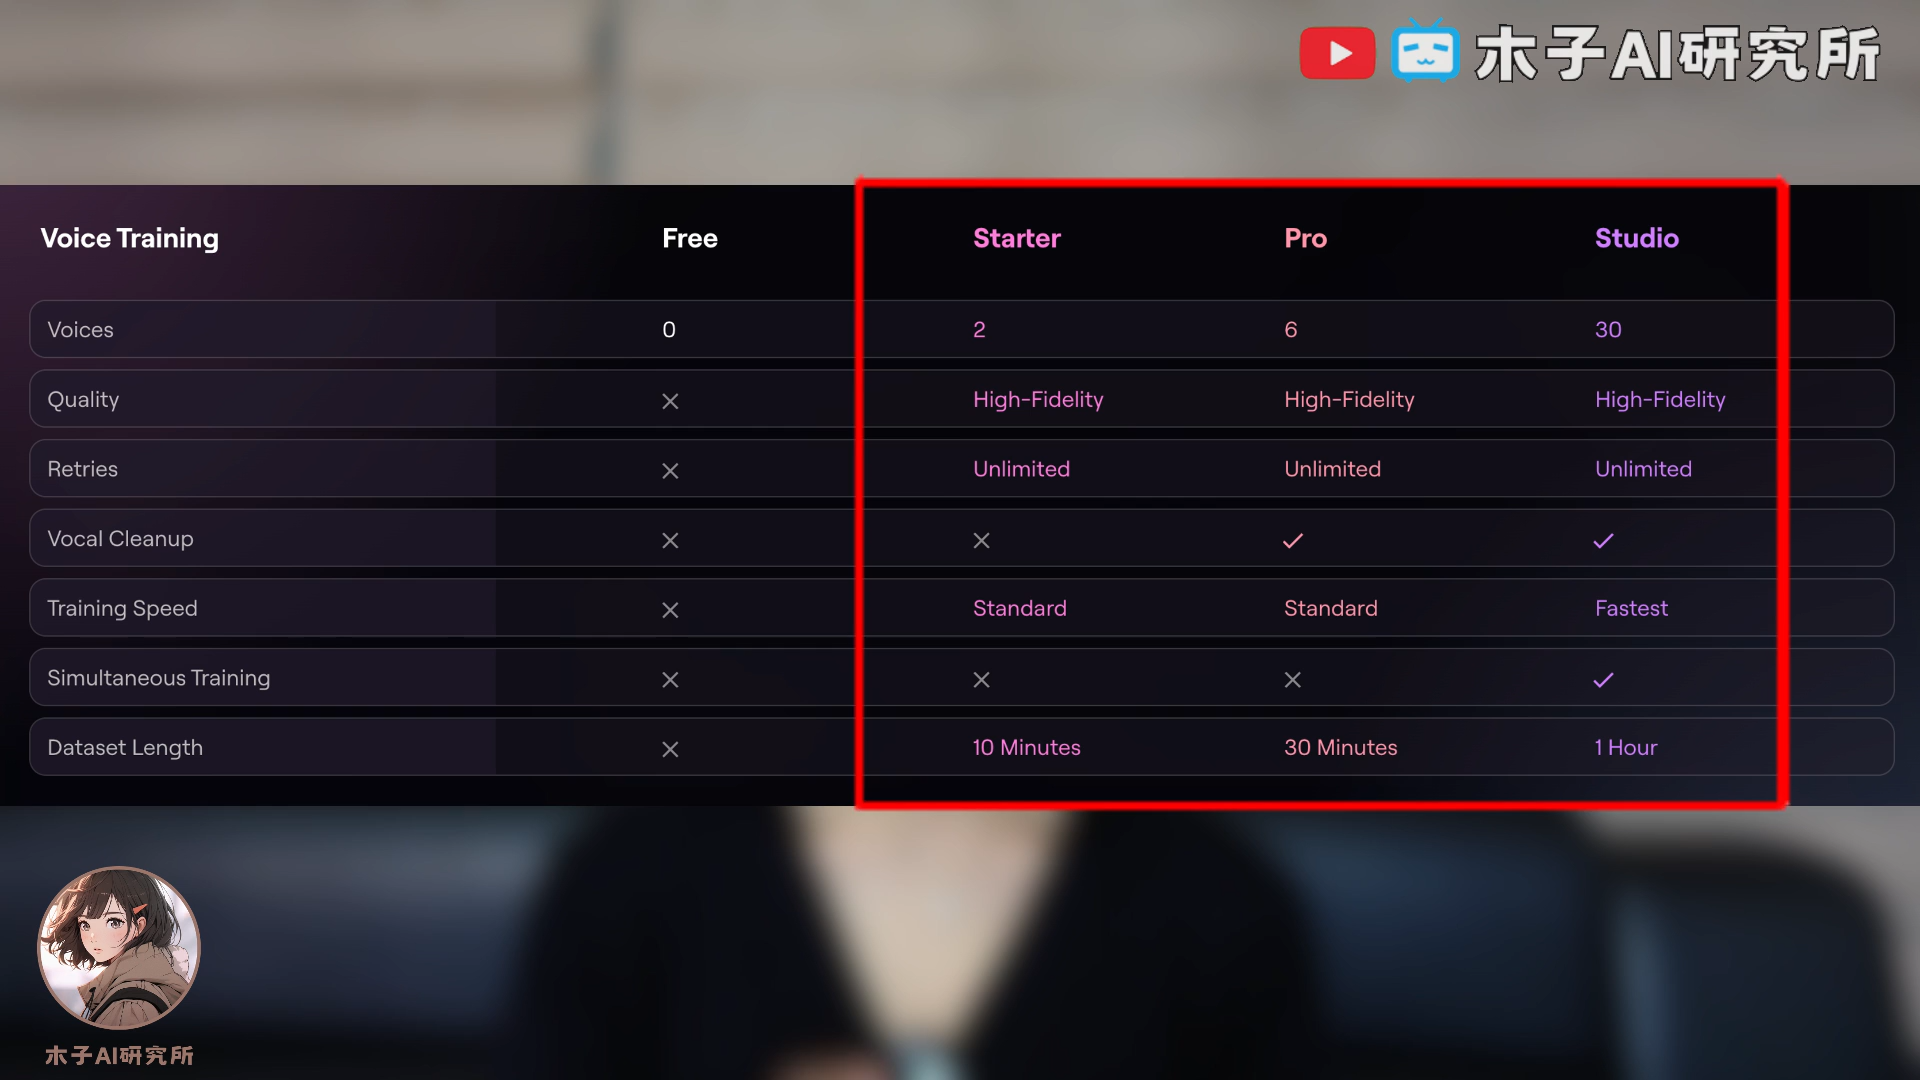 木子AI研究所
Voice Training Free Starter Pro Studio
Voices 0 2 6 30
Quality High-Fidelity High-Fidelity High-Fidelity
Retries Unlimited Unlimited Unlimited
Vocal Cleanup
Training Speed Standard Standard Fastest
Simultaneous Training
Dataset Length 10 Minutes 30 Minutes 1 Hour
木子AI研究所